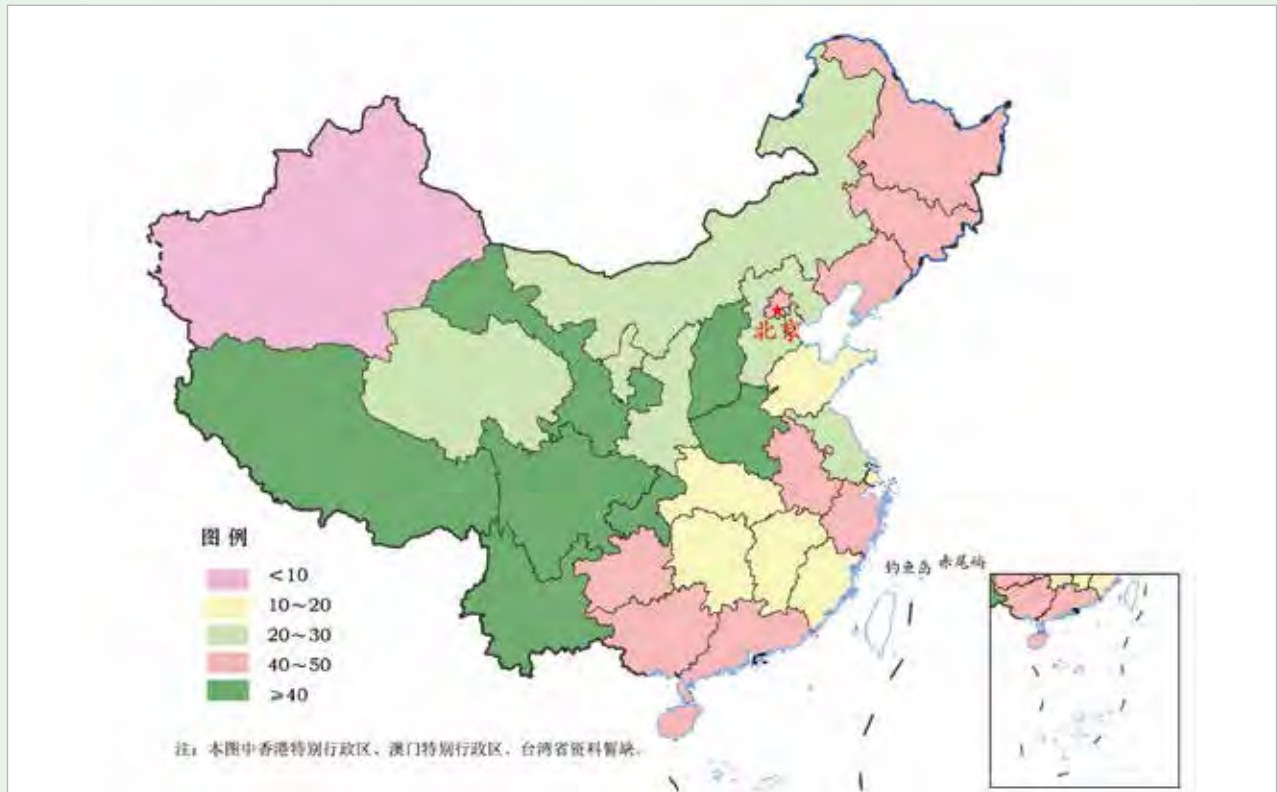 北京
钓鱼岛 赤尾屿
图 例
<10
10~20
20~30
40~50
≥40
注：本图中香港特别行政区、澳门特别行政区、台湾省资料暂缺.